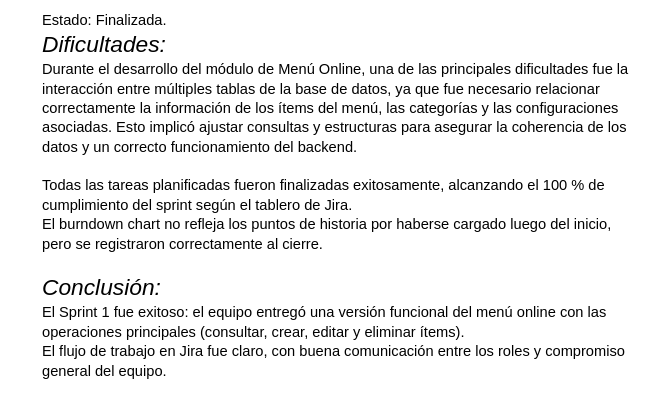 Estado: Finalizada.
Dificultades:
Durante el desarrollo del módulo de Menú Online, una de las principales dificultades fue la
interacción entre múltiples tablas de la base de datos, ya que fue necesario relacionar
correctamente la información de los ítems del menú, las categorías y las configuraciones
asociadas. Esto implicó ajustar consultas y estructuras para asegurar la coherencia de los
datos y un correcto funcionamiento del backend.
Todas las tareas planificadas fueron finalizadas exitosamente, alcanzando el 100 % de
cumplimiento del sprint según el tablero de Jira.
El burndown chart no refleja los puntos de historia por haberse cargado luego del inicio,
pero se registraron correctamente al cierre.
Conclusión:
El Sprint 1 fue exitoso: el equipo entregó una versión funcional del menú online con las
operaciones principales (consultar, crear, editar y eliminar ítems).
El flujo de trabajo en Jira fue claro, con buena comunicación entre los roles y compromiso
general del equipo.